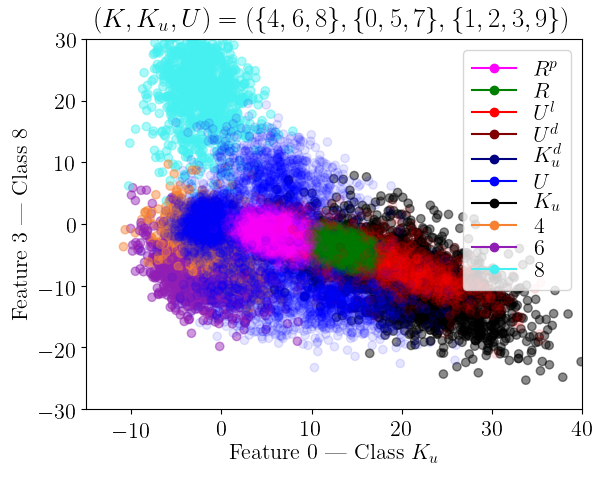 (K, K_u, U) = ({4, 6, 8}, {0, 5, 7}, {1, 2, 3, 9})
30
20
10
0
−10
−20
−30
Feature 3 — Class 8
R^p
R
U^l
U^d
K_u^d
U
K_u
4
6
8
−10
0
10
20
30
40
Feature 0 — Class K_u